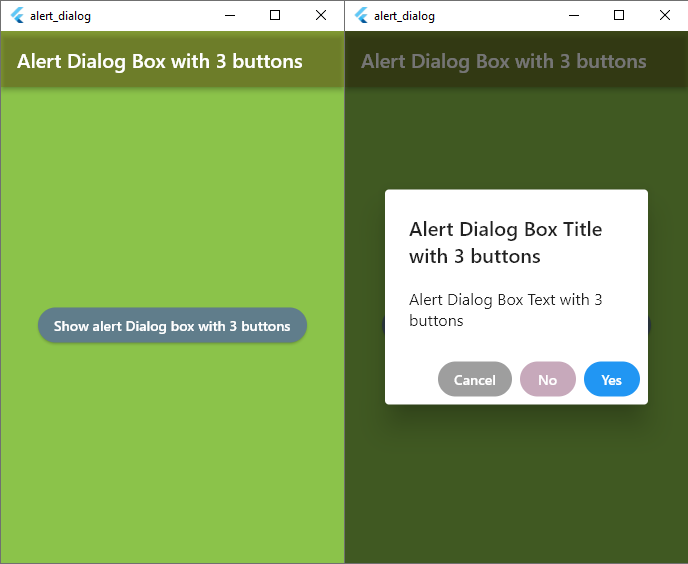 alert_dialog
Alert Dialog Box with 3 buttons
Show alert Dialog box with 3 buttons
alert_dialog
Alert Dialog Box with 3 buttons
Alert Dialog Box Title
with 3 buttons
Alert Dialog Box Text with 3
buttons
Cancel No Yes